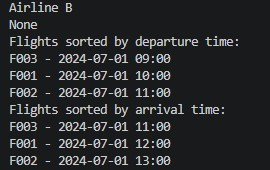 Airline B
None
Flights sorted by departure time:
F003 - 2024-07-01 09:00
F001 - 2024-07-01 10:00
F002 - 2024-07-01 11:00
Flights sorted by arrival time:
F003 - 2024-07-01 11:00
F001 - 2024-07-01 12:00
F002 - 2024-07-01 13:00